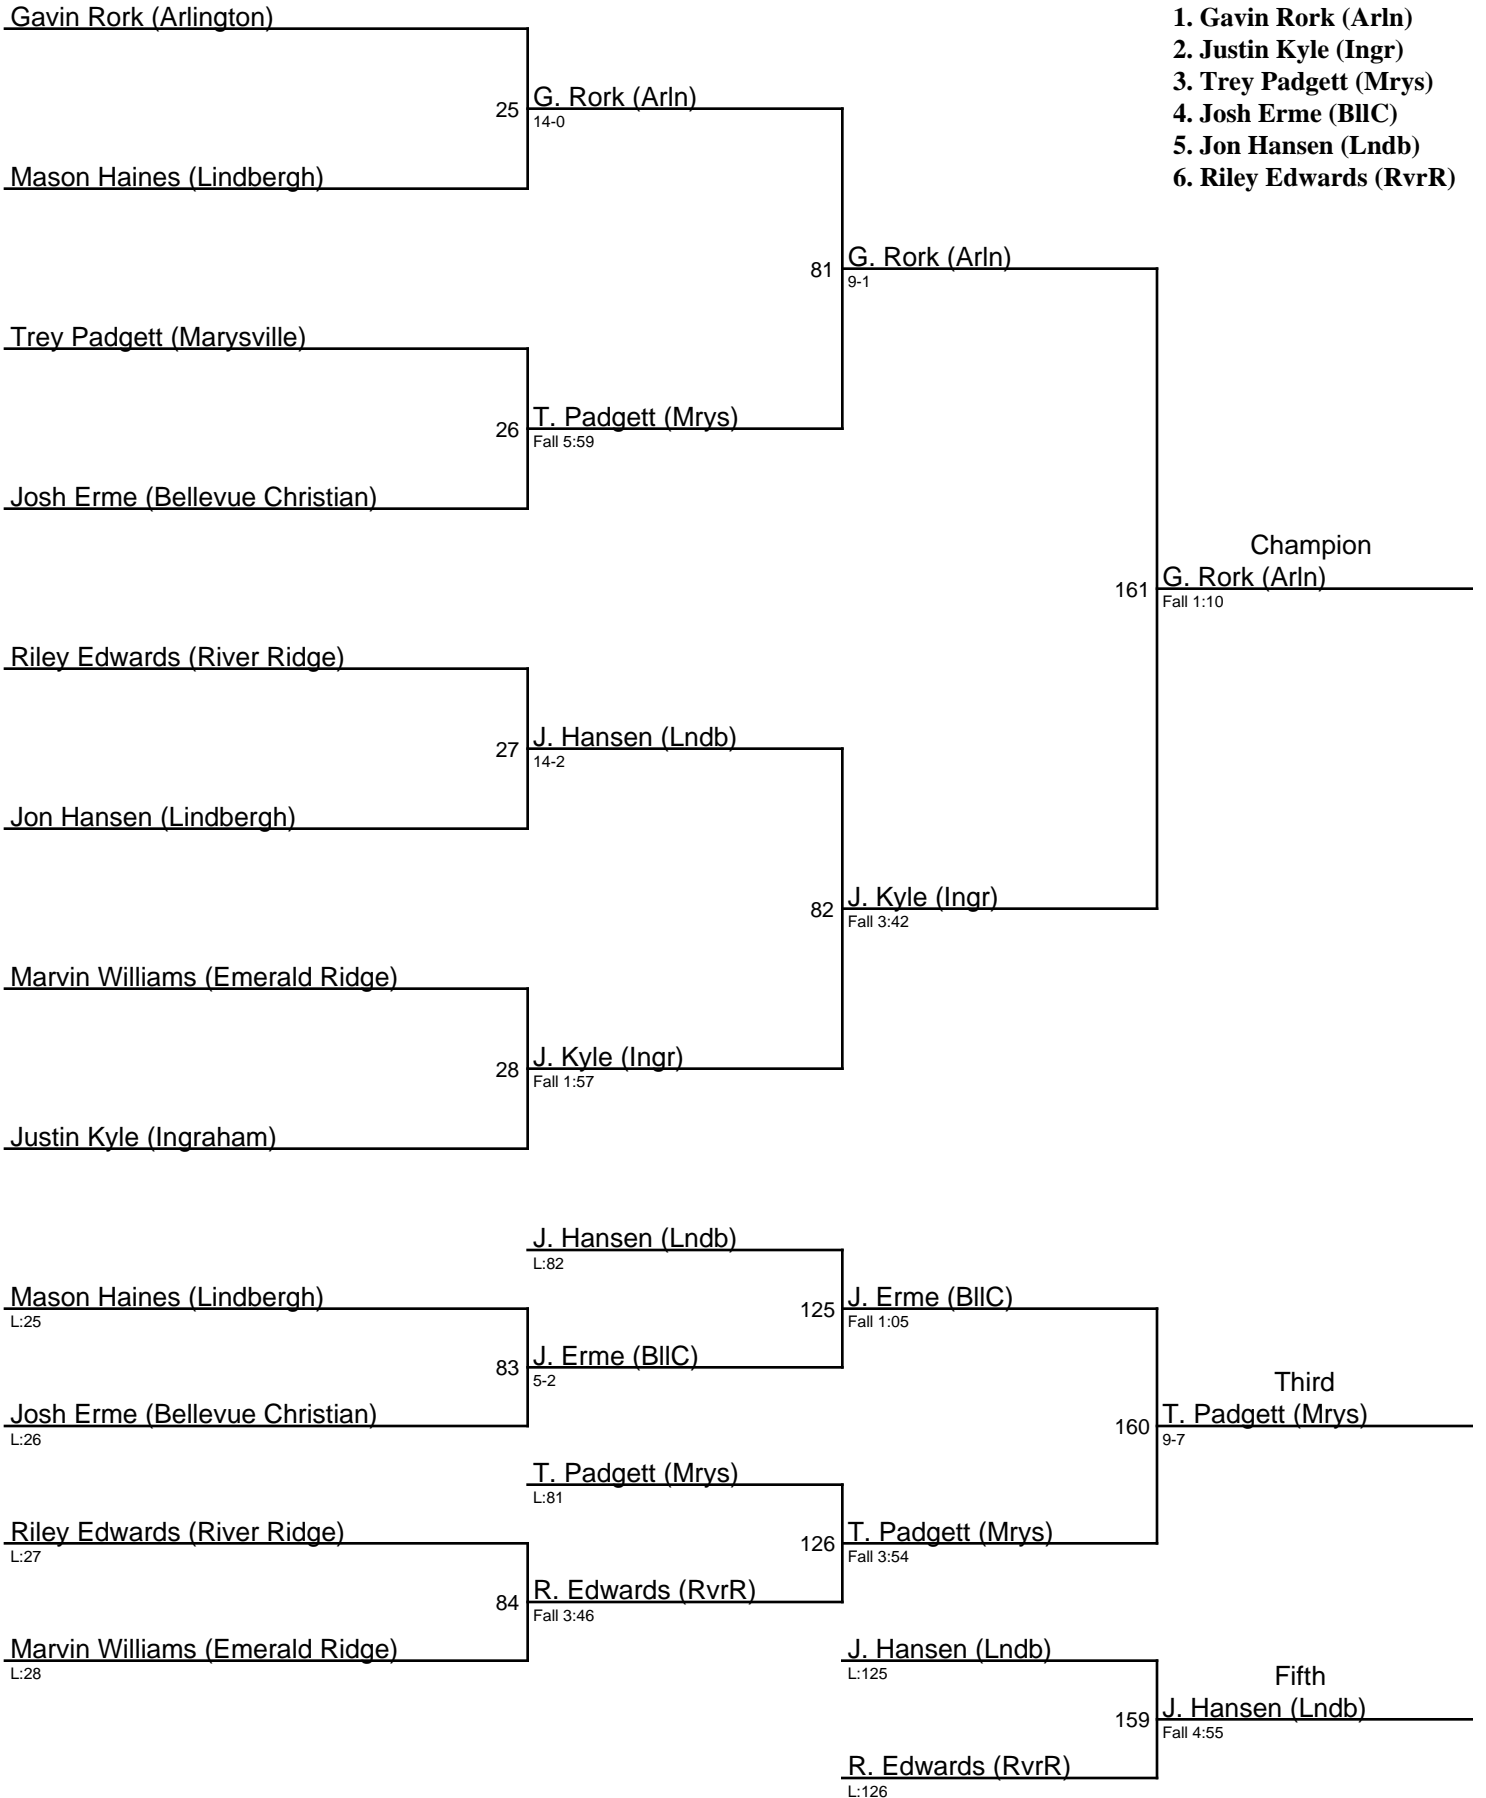 Gavin Rork (Arlington)
1. Gavin Rork (Arln)
2. Justin Kyle (Ingr)
3. Trey Padgett (Mrys)
4. Josh Erme (BllC)
5. Jon Hansen (Lndb)
6. Riley Edwards (RvrR)
25
G. Rork (Arln)
14-0
Mason Haines (Lindbergh)
81
G. Rork (Arln)
9-1
Trey Padgett (Marysville)
26
T. Padgett (Mrys)
Fall 5:59
Josh Erme (Bellevue Christian)
Champion
161
G. Rork (Arln)
Fall 1:10
Riley Edwards (River Ridge)
27
J. Hansen (Lndb)
14-2
Jon Hansen (Lindbergh)
82
J. Kyle (Ingr)
Fall 3:42
Marvin Williams (Emerald Ridge)
28
J. Kyle (Ingr)
Fall 1:57
Justin Kyle (Ingraham)
J. Hansen (Lndb)
L:82
Mason Haines (Lindbergh)
L:25
125
J. Erme (BllC)
Fall 1:05
83
J. Erme (BllC)
5-2
Josh Erme (Bellevue Christian)
L:26
Third
160
T. Padgett (Mrys)
9-7
T. Padgett (Mrys)
L:81
Riley Edwards (River Ridge)
L:27
126
T. Padgett (Mrys)
Fall 3:54
84
R. Edwards (RvrR)
Fall 3:46
Marvin Williams (Emerald Ridge)
L:28
J. Hansen (Lndb)
L:125
Fifth
159
J. Hansen (Lndb)
Fall 4:55
R. Edwards (RvrR)
L:126